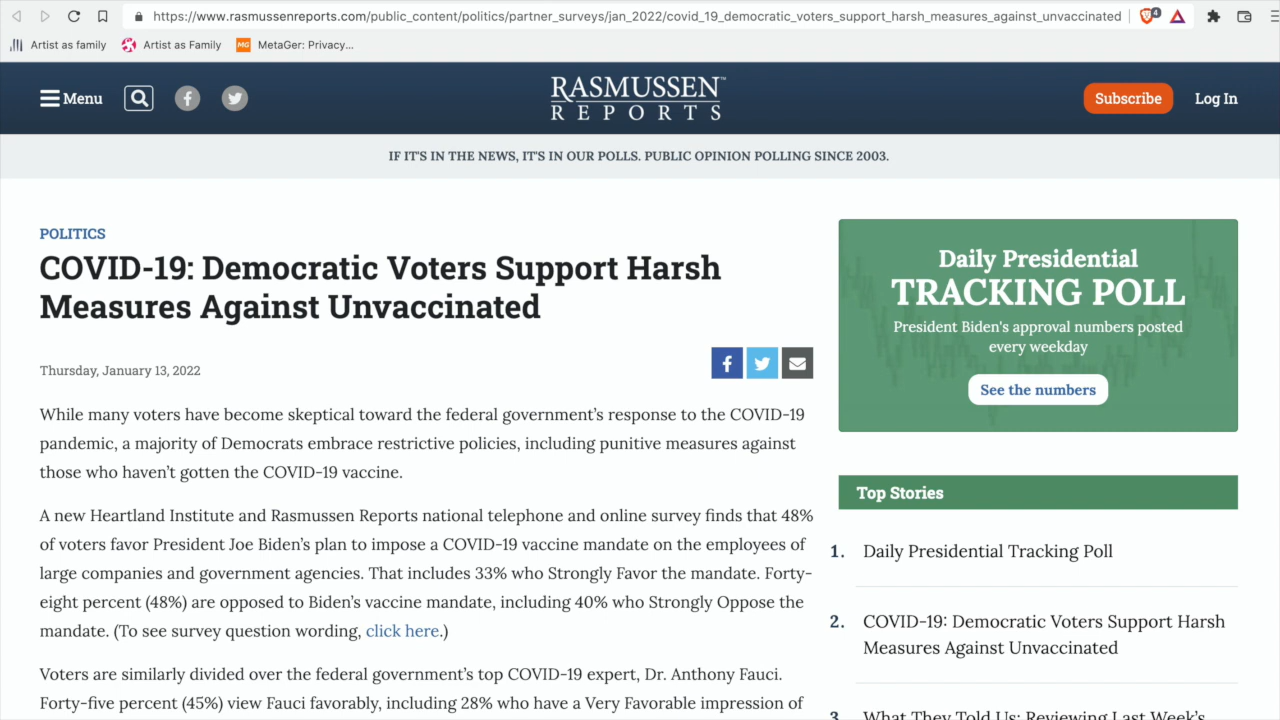 https://www.rasmussenreports.com/public_content/politics/partner_surveys/jan_2022/covid_19_democratic_voters_support_harsh_measures_against_unvaccinated
4
Artist as family
Artist as Family
MG
MetaGer: Privacy...
Menu
RASMUSSEN™
REPORTS
Subscribe
Log In
IF IT'S IN THE NEWS, IT'S IN OUR POLLS. PUBLIC OPINION POLLING SINCE 2003.
POLITICS
COVID-19: Democratic Voters Support Harsh
Measures Against Unvaccinated
Thursday, January 13, 2022
While many voters have become skeptical toward the federal government’s response to the COVID-19
pandemic, a majority of Democrats embrace restrictive policies, including punitive measures against
those who haven’t gotten the COVID-19 vaccine.
A new Heartland Institute and Rasmussen Reports national telephone and online survey finds that 48%
of voters favor President Joe Biden’s plan to impose a COVID-19 vaccine mandate on the employees of
large companies and government agencies. That includes 33% who Strongly Favor the mandate. Forty-
eight percent (48%) are opposed to Biden’s vaccine mandate, including 40% who Strongly Oppose the
mandate. (To see survey question wording, click here.)
Voters are similarly divided over the federal government’s top COVID-19 expert, Dr. Anthony Fauci.
Forty-five percent (45%) view Fauci favorably, including 28% who have a Very Favorable impression of
Daily Presidential
TRACKING POLL
President Biden's approval numbers posted
every weekday
See the numbers
Top Stories
1. Daily Presidential Tracking Poll
2. COVID-19: Democratic Voters Support Harsh
Measures Against Unvaccinated
3. What They Told Us: Reviewing Last Week’s